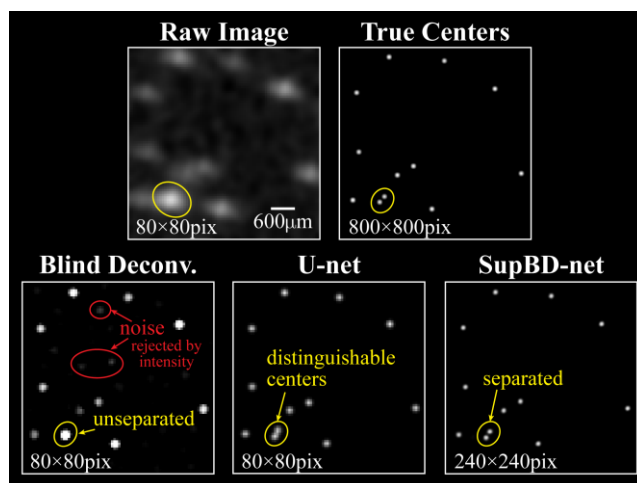 Raw Image
True Centers
600μm
80×80pix
800×800pix
Blind Deconv.
U-net
SupBD-net
noise
rejected by
intensity
unseparated
80×80pix
distinguishable
centers
80×80pix
separated
240×240pix